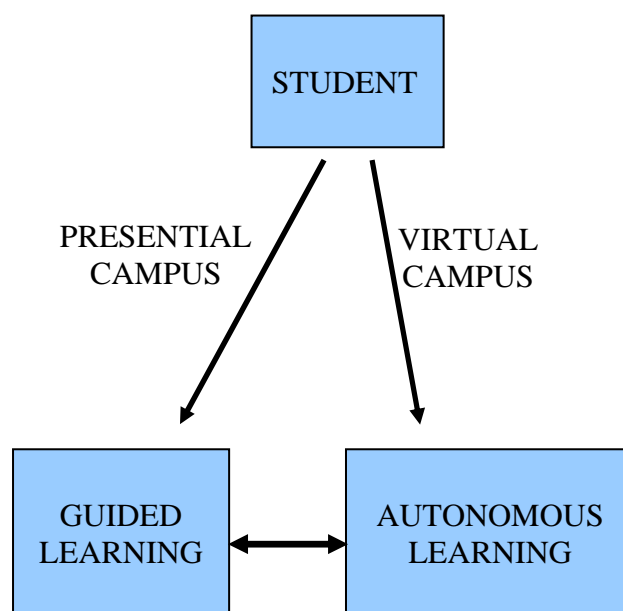 STUDENT
PRESENTIAL
CAMPUS
VIRTUAL
CAMPUS
GUIDED
LEARNING
AUTONOMOUS
LEARNING